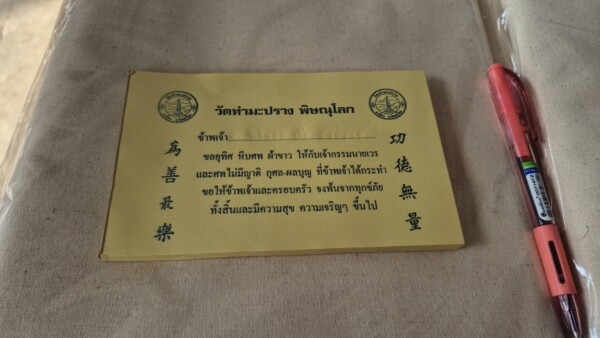 วัดทำมะปราง พิษณุโลก
ข้าพเจ้า
ขออุทิศ หีบศพ ผ้าขาว ให้กับเจ้ากรรมนายเวร
และศพไม่มีญาติ กุศล-ผลบุญ ที่ข้าพเจ้าได้กระทำ
ขอให้ข้าพเจ้าและครอบครัว จงพ้นจากทุกข์ภัย
ทั้งสิ้นและมีความสุข ความเจริญๆ ขึ้นไป
為善最樂
功德無量